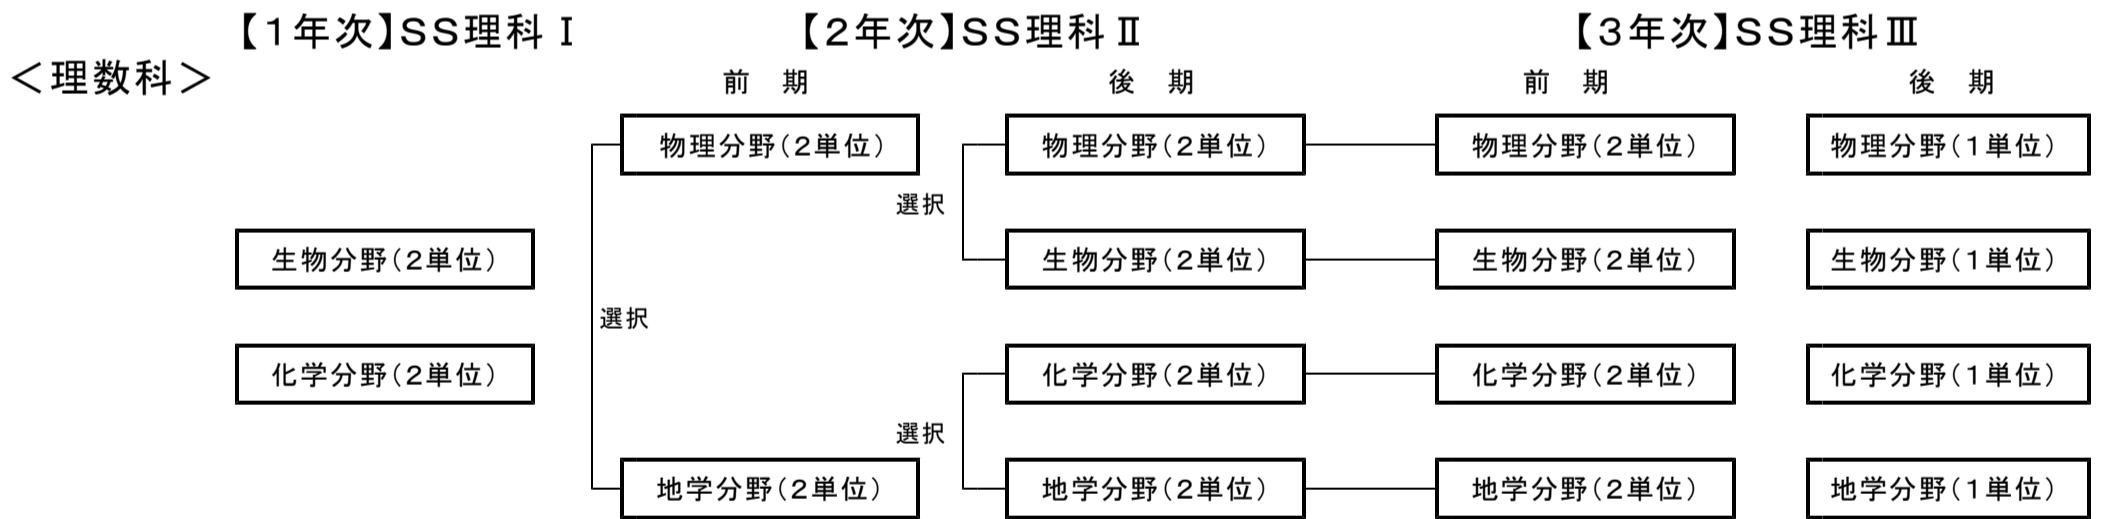 【1年次】SS理科Ⅰ 【2年次】SS理科Ⅱ 【3年次】SS理科Ⅲ
＜理数科＞ 前 期 後 期 前 期 後 期
物理分野(2単位) 物理分野(2単位) 物理分野(2単位) 物理分野(1単位)
選択
生物分野(2単位) 生物分野(2単位) 生物分野(2単位) 生物分野(1単位)
選択
化学分野(2単位) 化学分野(2単位) 化学分野(2単位) 化学分野(1単位)
選択
地学分野(2単位) 地学分野(2単位) 地学分野(2単位) 地学分野(1単位)